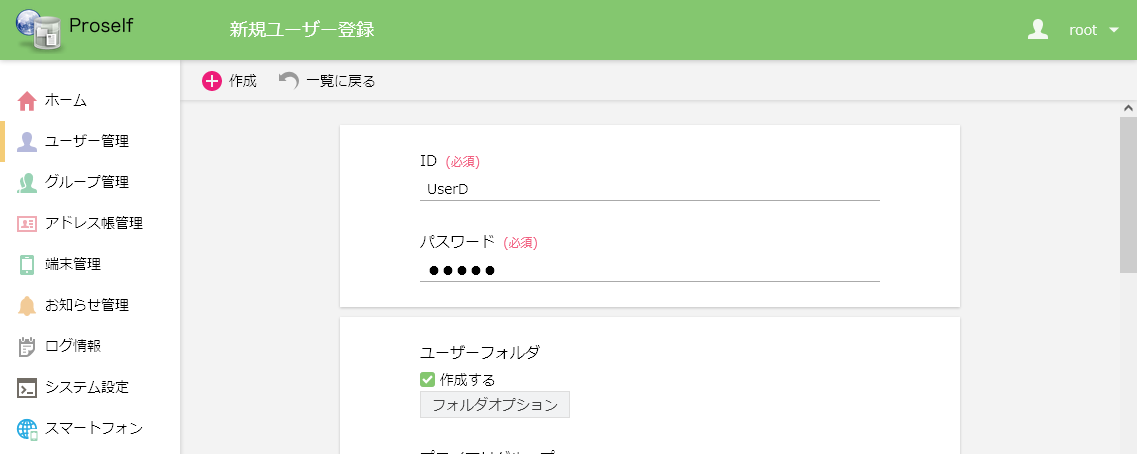 Proself
新規ユーザー登録
root
作成
一覧に戻る
ホーム
ユーザー管理
グループ管理
アドレス帳管理
端末管理
お知らせ管理
ログ情報
システム設定
スマートフォン
ID (必須)
UserD
パスワード (必須)
●●●●●
ユーザーフォルダ
作成する
フォルダオプション